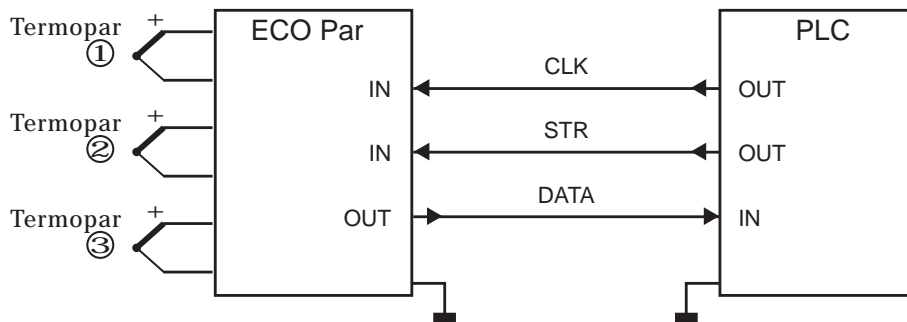 Termopar
①
+
ECO Par
PLC
IN
CLK
OUT
Termopar
②
+
IN
STR
OUT
Termopar
③
+
OUT
DATA
IN